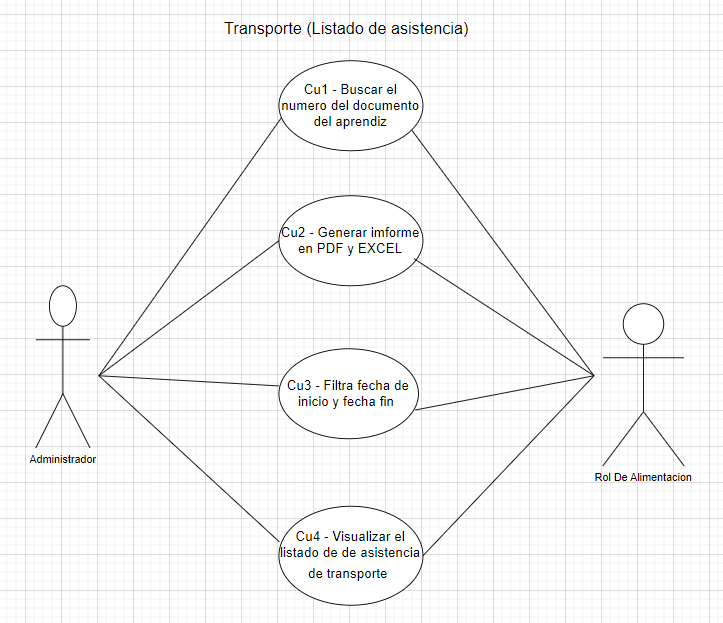 Transporte (Listado de asistencia)
Cu1 - Buscar el
numero del documento
del aprendiz
Cu2 - Generar imforme
en PDF y EXCEL
Cu3 - Filtra fecha de
inicio y fecha fin
Administrador
Rol De Alimentacion
Cu4 - Visualizar el
listado de de asistencia
de transporte